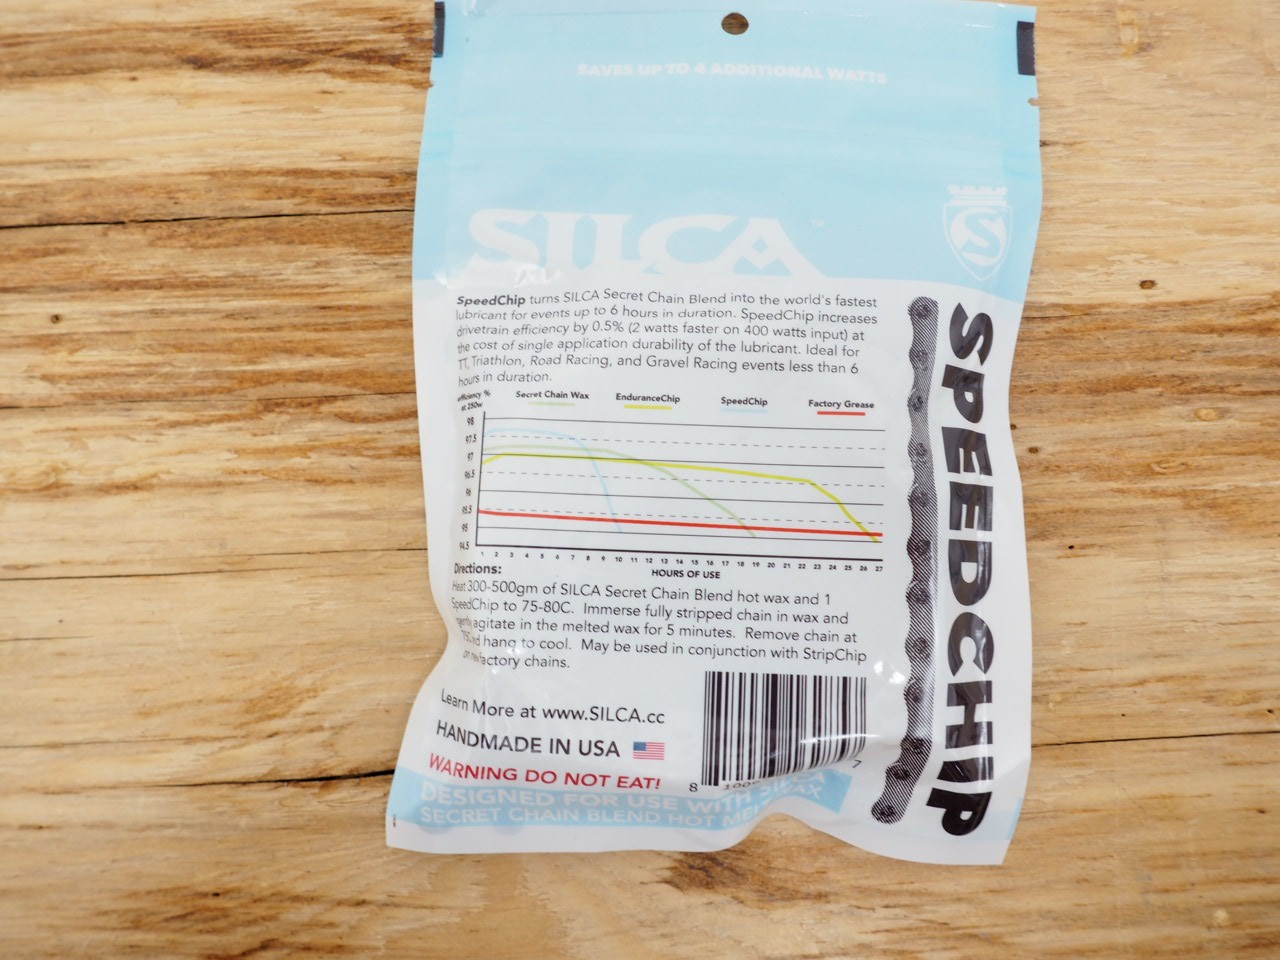 SAVES UP TO 4 ADDITIONAL WATTS
SILCA
S
SpeedChip turns SILCA Secret Chain Blend into the world's fastest
lubricant for events up to 6 hours in duration. SpeedChip increases
drivetrain efficiency by 0.5% (2 watts faster on 400 watts input) at
the cost of single application durability of the lubricant. Ideal for
TT, Triathlon, Road Racing, and Gravel Racing events less than 6
hours in duration.
efficiency %
at 250w
Secret Chain Wax EnduranceChip SpeedChip Factory Grease
98
97.5
97
96.5
96
95.5
95
94.5
1 2 3 4 5 6 7 8 9 10 11 12 13 14 15 16 17 18 19 20 21 22 23 24 25 26 27
HOURS OF USE
Directions:
Heat 300-500gm of SILCA Secret Chain Blend hot wax and 1
SpeedChip to 75-80C. Immerse fully stripped chain in wax and
agitate in the melted wax for 5 minutes. Remove chain at
hang to cool. May be used in conjunction with StripChip
on factory chains.
Learn More at www.SILCA.cc
HANDMADE IN USA
WARNING DO NOT EAT!
8 7
DESIGNED FOR USE WITH SILCA
SECRET CHAIN BLEND HOT MELT WAX
SPEEDCHIP